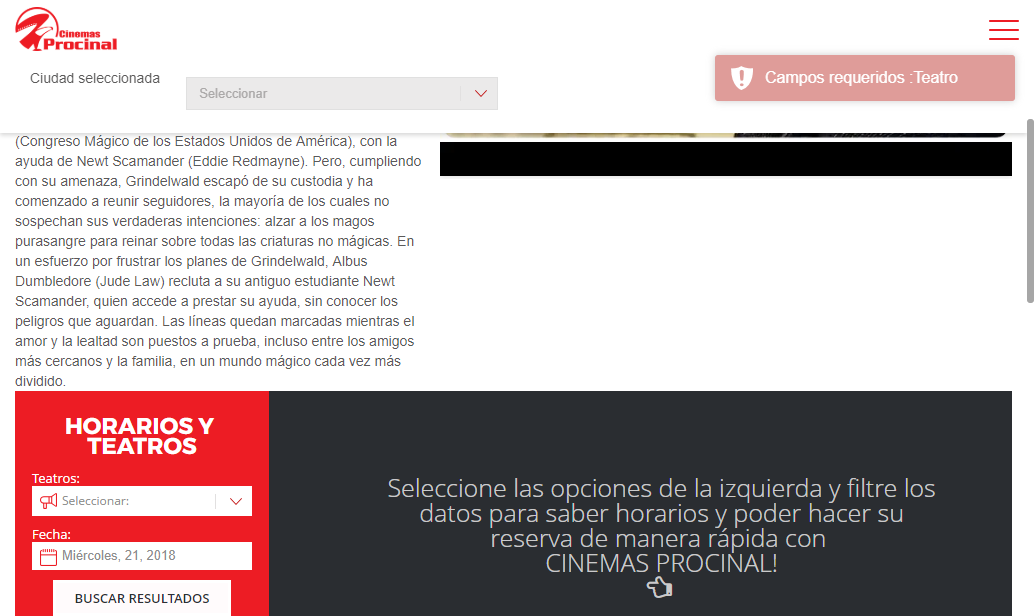 Cinemas
Procinal
Ciudad seleccionada
Seleccionar
Campos requeridos :Teatro
(Congreso Mágico de los Estados Unidos de América), con la
ayuda de Newt Scamander (Eddie Redmayne). Pero, cumpliendo
con su amenaza, Grindelwald escapó de su custodia y ha
comenzado a reunir seguidores, la mayoría de los cuales no
sospechan sus verdaderas intenciones: alzar a los magos
purasangre para reinar sobre todas las criaturas no mágicas. En
un esfuerzo por frustrar los planes de Grindelwald, Albus
Dumbledore (Jude Law) recluta a su antiguo estudiante Newt
Scamander, quien accede a prestar su ayuda, sin conocer los
peligros que aguardan. Las líneas quedan marcadas mientras el
amor y la lealtad son puestos a prueba, incluso entre los amigos
más cercanos y la familia, en un mundo mágico cada vez más
dividido.
HORARIOS Y
TEATROS
Teatros:
Seleccionar:
Fecha:
Miércoles, 21, 2018
BUSCAR RESULTADOS
Seleccione las opciones de la izquierda y filtre los
datos para saber horarios y poder hacer su
reserva de manera rápida con
CINEMAS PROCINAL!